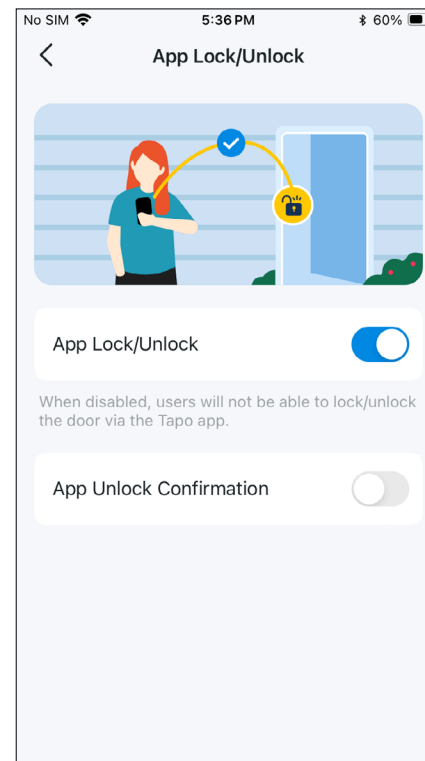 No SIM 5:36 PM 60%
App Lock/Unlock
App Lock/Unlock
When disabled, users will not be able to lock/unlock
the door via the Tapo app.
App Unlock Confirmation